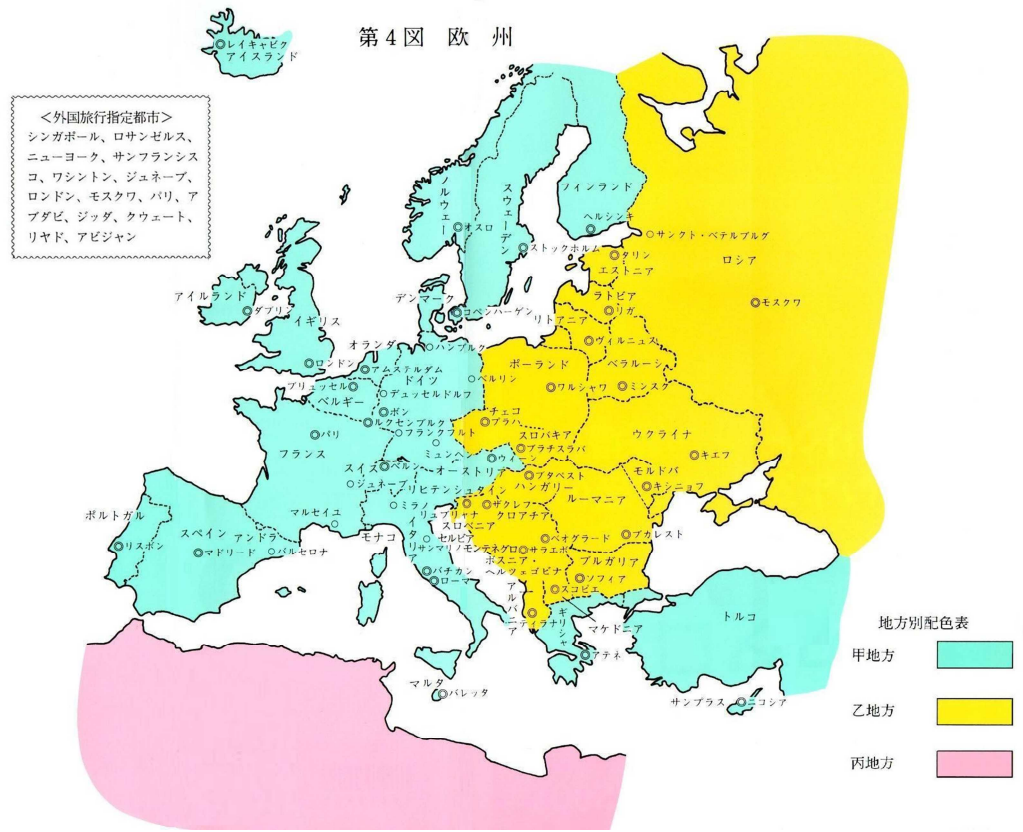 第4図 欧 州
レイキャビク
アイスランド
<外国旅行指定都市>
シンガポール、ロサンゼルス、
ニューヨーク、サンフランシス
コ、ワシントン、ジュネーブ、
ロンドン、モスクワ、パリ、ア
ブダビ、ジッダ、クウェート、
リヤド、アビジャン
ノルウェー
スウェーデン
フィンランド
ヘルシンキ
オスロ
ストックホルム
サンクト・ペテルブルグ
タリン
エストニア
ロシア
モスクワ
アイルランド
ダブリン
イギリス
ロンドン
デンマーク
コペンハーゲン
ラトビア
リガ
リトアニア
ヴィルニュス
オランダ
ハンブルク
アムステルダム
ドイツ
ベルリン
ポーランド
ワルシャワ
ベラルーシ
ミンスク
ブリュッセル
ベルギー
デュッセルドルフ
ボン
ルクセンブルク
フランクフルト
チェコ
プラハ
パリ
フランス
ミュンヘン
スロバキア
ブラチスラバ
ウクライナ
キエフ
ウィーン
スイス
ベルン
オーストリア
ブタペスト
ハンガリー
モルドバ
キシニョフ
ジュネーブ
リヒテンシュタイン
ルーマニア
ミラノ
リュブリャナ
ザクレブ
クロアチア
スロベニア
マルセイユ
モナコ
イタリア
セルビア
ベオグラード
ブカレスト
サンマリノ
モンテネグロ
サラエボ
ボスニア・
ヘルツェゴビナ
ブルガリア
ソフィア
ポルトガル
リスボン
スペイン
アンドラ
マドリード
バルセロナ
バチカン
ローマ
アルバニア
スコピエ
マケドニア
ティラナ
ギリシャ
アテネ
トルコ
マルタ
バレッタ
サンプラス
ニコシア
地方別配色表
甲地方
乙地方
丙地方